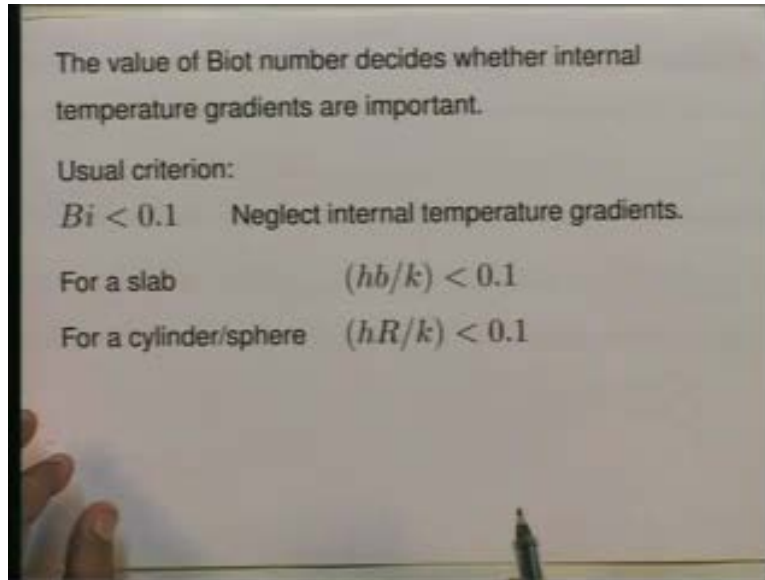 The value of Biot number decides whether internal
temperature gradients are important.
Usual criterion:
Bi < 0.1 Neglect internal temperature gradients.
For a slab (hb/k) < 0.1
For a cylinder/sphere (hR/k) < 0.1